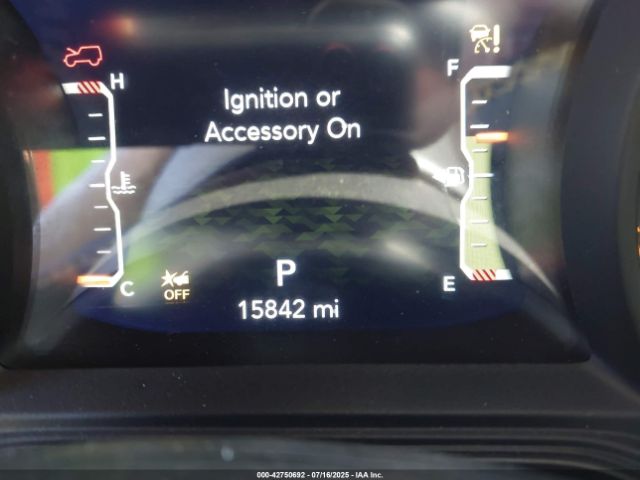 H
F
Ignition or
Accessory On
C
OFF
P
E
15842 mi
000-42750692 - 07/16/2025 - IAA Inc.